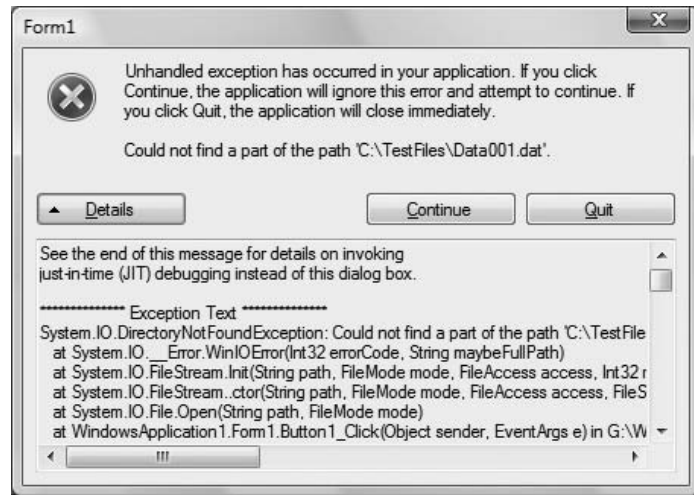 Form1
Unhandled exception has occurred in your application. If you click
Continue, the application will ignore this error and attempt to continue. If
you click Quit, the application will close immediately.
Could not find a part of the path 'C:\TestFiles\Data001.dat'.
Details
Continue
Quit
See the end of this message for details on invoking
just-in-time (JIT) debugging instead of this dialog box.
************** Exception Text **************
System.IO.DirectoryNotFoundException: Could not find a part of the path 'C:\TestFile
at System.IO.__Error.WinIOError(Int32 errorCode, String maybeFullPath)
at System.IO.FileStream.Init(String path, FileMode mode, FileAccess access, Int32 r
at System.IO.FileStream..ctor(String path, FileMode mode, FileAccess access, FileS
at System.IO.File.Open(String path, FileMode mode)
at WindowsApplication1.Form1.Button1_Click(Object sender, EventArgs e) in G:\W